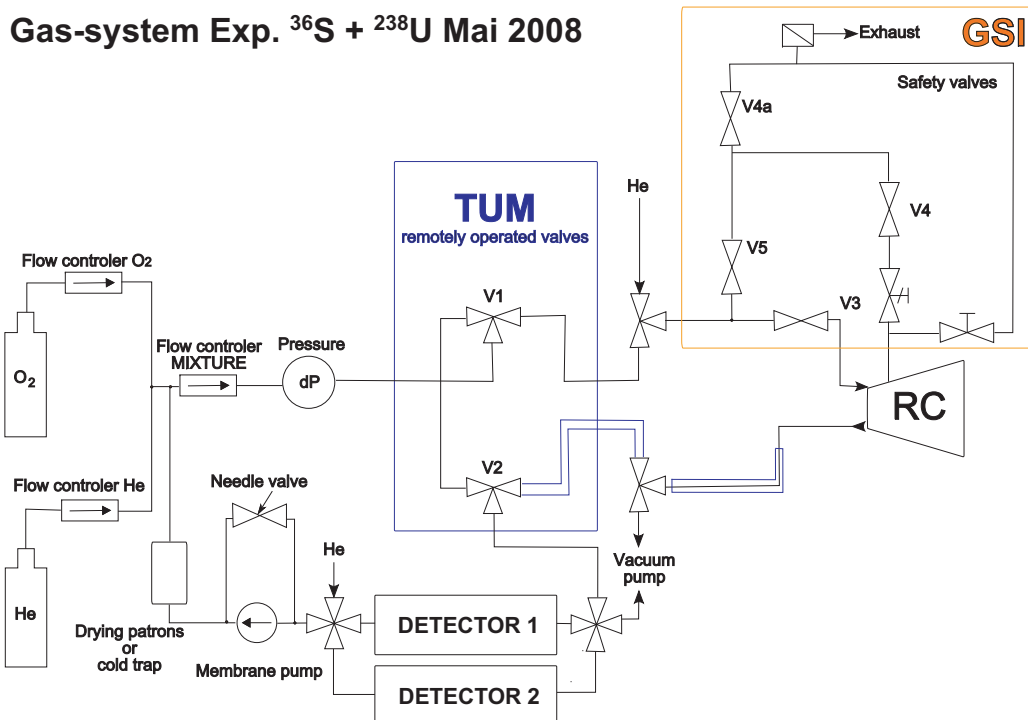 Gas-system Exp. ³⁶S + ²³⁸U Mai 2008
GSI
Exhaust
Safety valves
V4a
V4
V5
V3
He
TUM
remotely operated valves
Flow controler O₂
V1
Flow controler
MIXTURE
Pressure
O₂
dP
RC
V2
Flow controler He
Needle valve
He
Vacuum
pump
He
DETECTOR 1
Drying patrons
or
cold trap
Membrane pump
DETECTOR 2